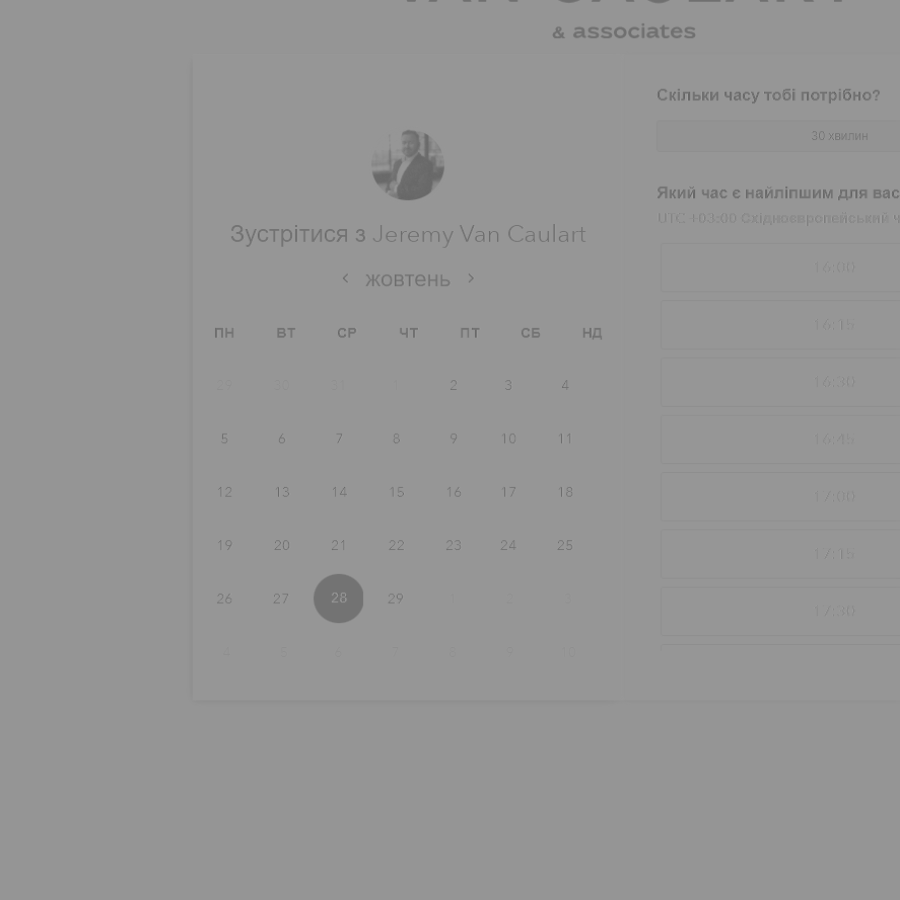 & associates
Зустрітися з Jeremy Van Caulart
жовтень
ПН ВТ СР ЧТ ПТ СБ НД
29 30 31 1 2 3 4
5 6 7 8 9 10 11
12 13 14 15 16 17 18
19 20 21 22 23 24 25
26 27 28 29 1 2
4 5 6 7 8 9 10
Скільки часу тобі потрібно?
30 хвилин
Який час є найліпшим для вас
UTC +03:00 Східноєвропейський ч
16:00
16:15
16:30
16:45
17:00
17:15
17:30